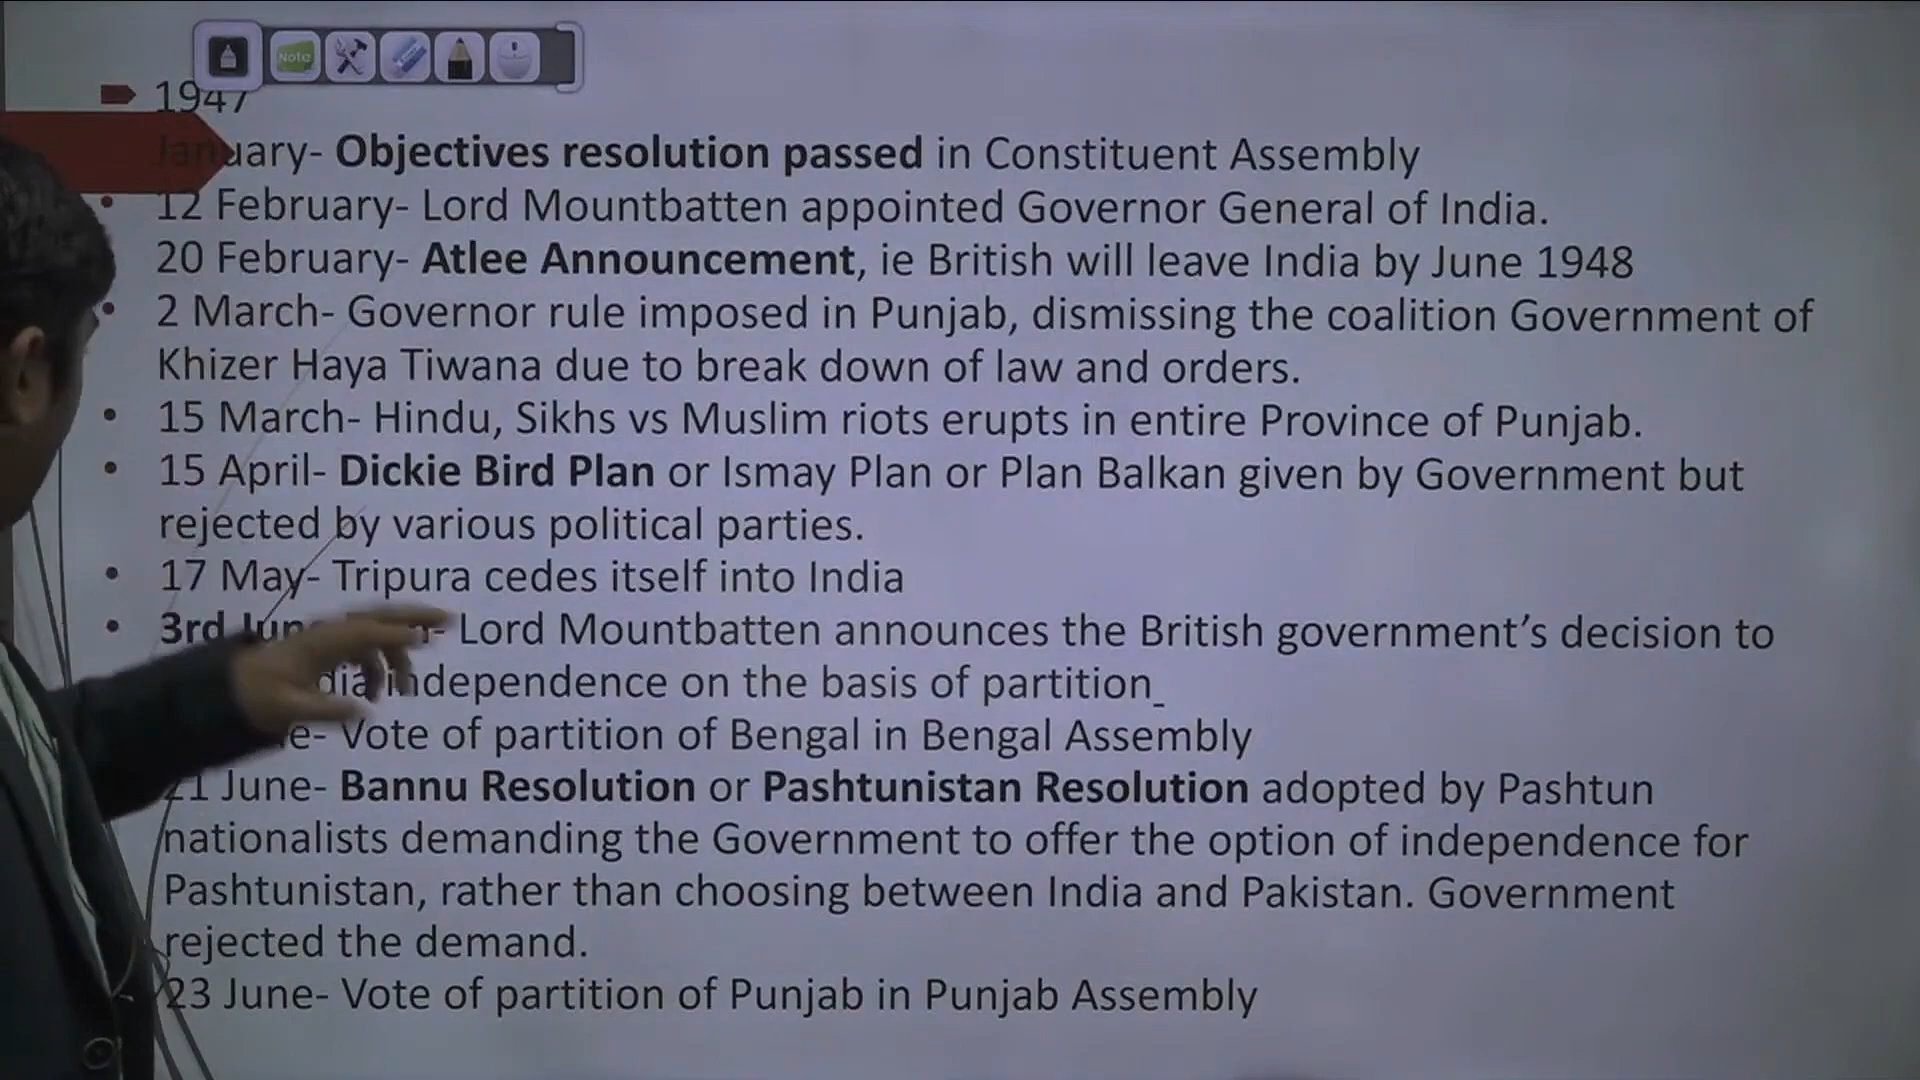 Note
1947
January- Objectives resolution passed in Constituent Assembly
12 February- Lord Mountbatten appointed Governor General of India.
20 February- Atlee Announcement, ie British will leave India by June 1948
2 March- Governor rule imposed in Punjab, dismissing the coalition Government of
Khizer Haya Tiwana due to break down of law and orders.
15 March- Hindu, Sikhs vs Muslim riots erupts in entire Province of Punjab.
15 April- Dickie Bird Plan or Ismay Plan or Plan Balkan given by Government but
rejected by various political parties.
17 May- Tripura cedes itself into India
3rd June Lord Mountbatten announces the British government's decision to
independence on the basis of partition_
Vote of partition of Bengal in Bengal Assembly
21 June- Bannu Resolution or Pashtunistan Resolution adopted by Pashtun
nationalists demanding the Government to offer the option of independence for
Pashtunistan, rather than choosing between India and Pakistan. Government
rejected the demand.
23 June- Vote of partition of Punjab in Punjab Assembly